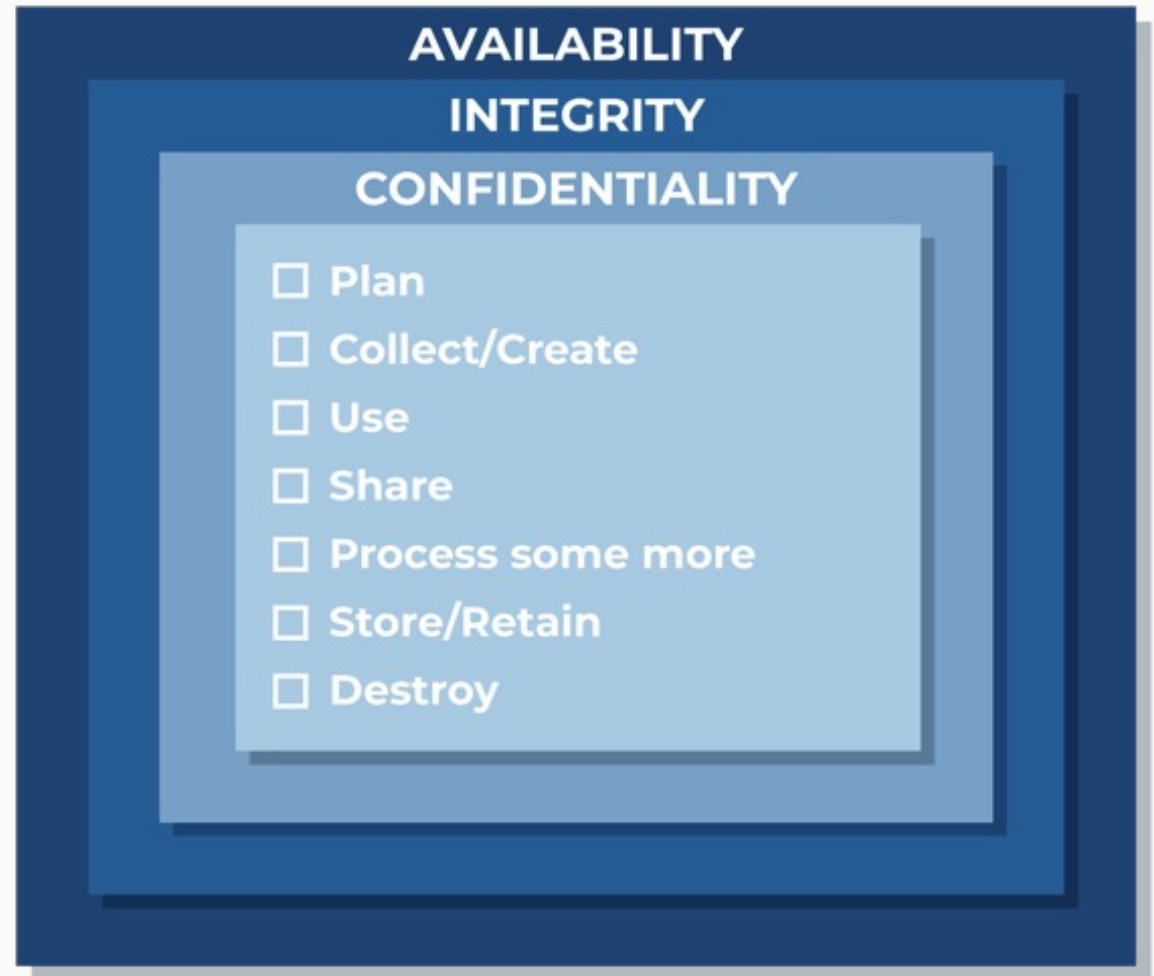 AVAILABILITY
INTEGRITY
CONFIDENTIALITY
Plan
Collect/Create
Use
Share
Process some more
Store/Retain
Destroy